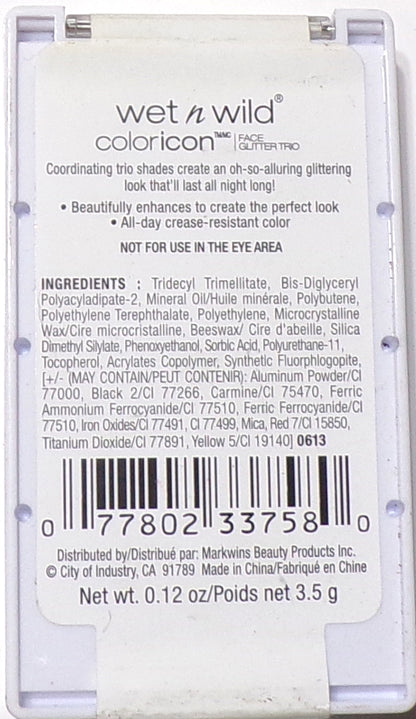 wet n wild®
coloricon™MC FACE
GLITTER TRIO
Coordinating trio shades create an oh-so-alluring glittering
look that'll last all night long!
• Beautifully enhances to create the perfect look
• All-day crease-resistant color
NOT FOR USE IN THE EYE AREA
INGREDIENTS : Tridecyl Trimellitate, Bis-Diglyceryl
Polyacyladipate-2, Mineral Oil/Huile minérale, Polybutene,
Polyethylene Terephthalate, Polyethylene, Microcrystalline
Wax/Cire microcristalline, Beeswax/ Cire d'abeille, Silica
Dimethyl Silylate, Phenoxyethanol, Sorbic Acid, Polyurethane-11,
Tocopherol, Acrylates Copolymer, Synthetic Fluorphlogopite,
[+/- (MAY CONTAIN/PEUT CONTENIR): Aluminum Powder/CI
77000, Black 2/CI 77266, Carmine/CI 75470, Ferric
Ammonium Ferrocyanide/CI 77510, Ferric Ferrocyanide/CI
77510, Iron Oxides/CI 77491, CI 77499, Mica, Red 7/CI 15850,
Titanium Dioxide/CI 77891, Yellow 5/CI 19140] 0613
0 77802 33758 0
Distributed by/Distribué par: Markwins Beauty Products Inc.
© City of Industry, CA 91789 Made in China/Fabriqué en Chine
Net wt. 0.12 oz/Poids net 3.5 g